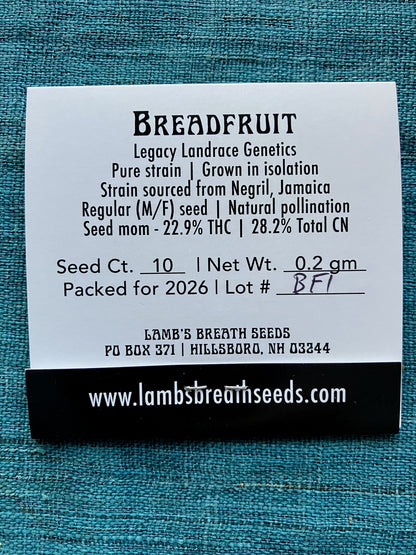 BREADFRUIT
Legacy Landrace Genetics
Pure strain | Grown in isolation
Strain sourced from Negril, Jamaica
Regular (M/F) seed | Natural pollination
Seed mom - 22.9% THC | 28.2% Total CN
Seed Ct. 10 | Net Wt. 0.2 gm
Packed for 2026 | Lot # BF1
LAMB'S BREATH SEEDS
PO BOX 371 | HILLSBORO, NH 03244
www.lambsbreathseeds.com